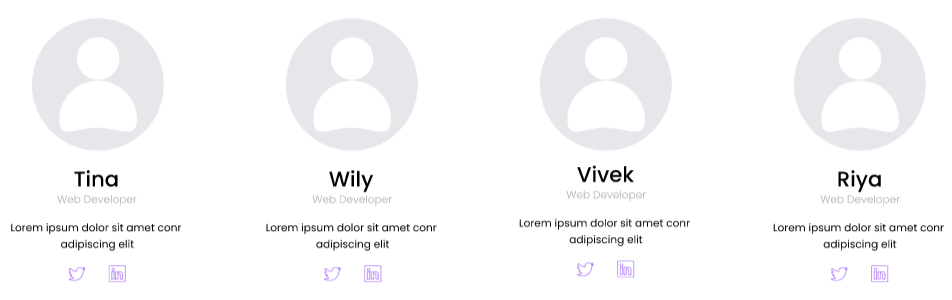 Tina
Web Developer
Lorem ipsum dolor sit amet conr
adipiscing elit
Wily
Web Developer
Lorem ipsum dolor sit amet conr
adipiscing elit
Vivek
Web Developer
Lorem ipsum dolor sit amet conr
adipiscing elit
Riya
Web Developer
Lorem ipsum dolor sit amet conr
adipiscing elit